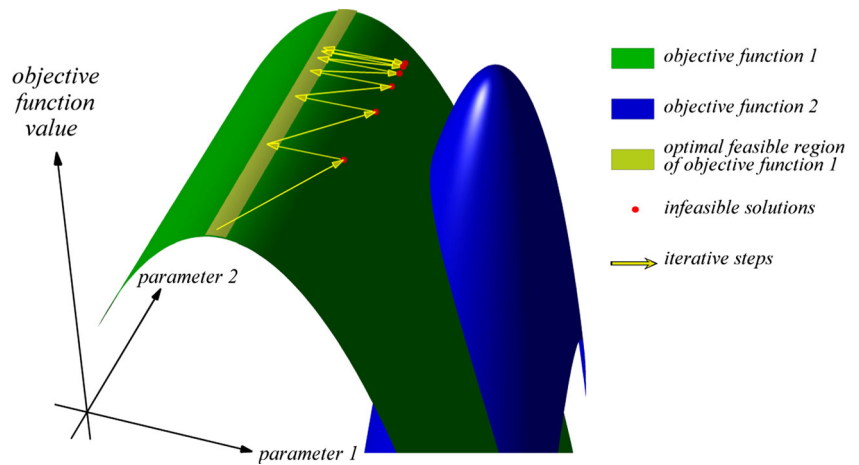 objective
function
value
parameter 2
parameter 1
objective function 1
objective function 2
optimal feasible region
of objective function 1
infeasible solutions
iterative steps